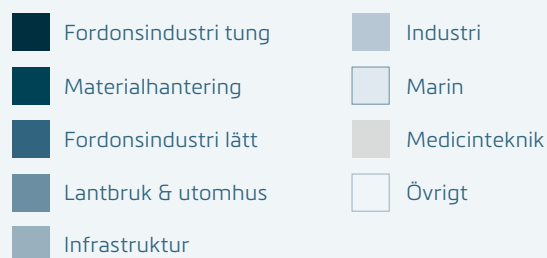 Fordonsindustri tung
Materialhantering
Fordonsindustri lätt
Lantbruk & utomhus
Infrastruktur
Industri
Marin
Medicinteknik
Övrigt